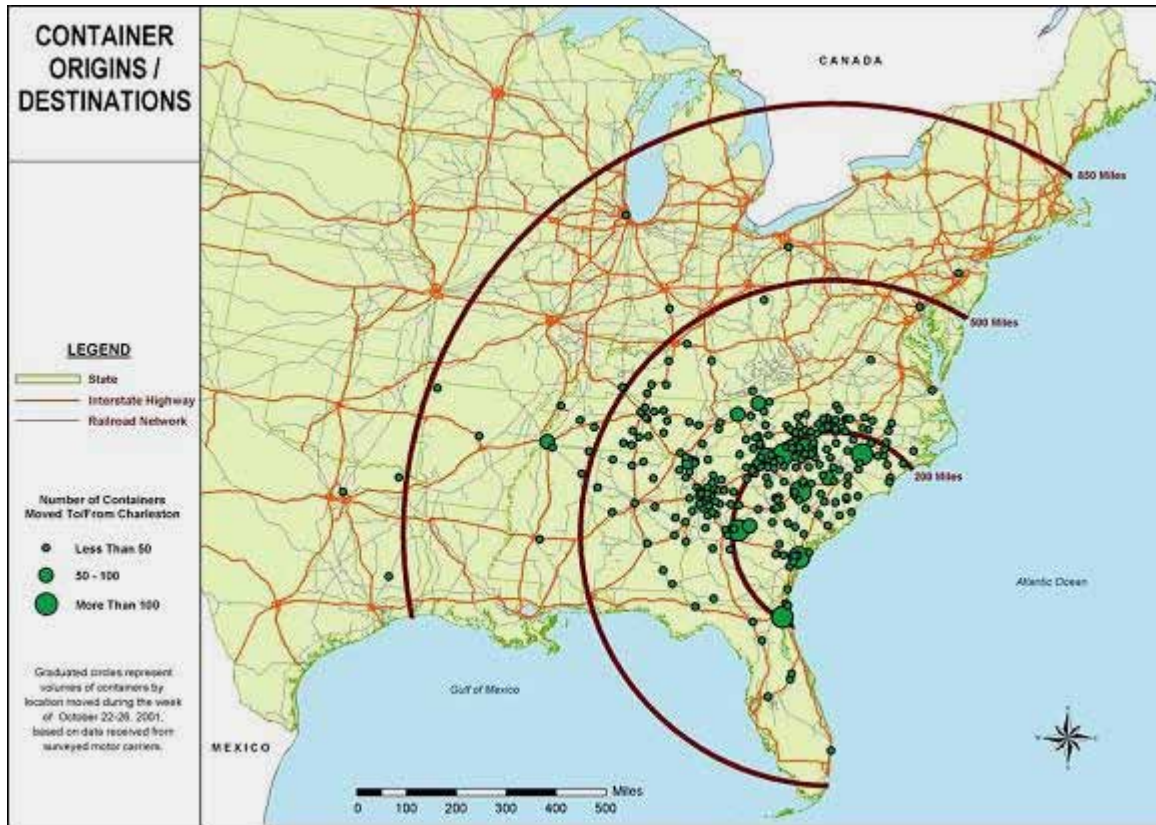 CONTAINER
ORIGINS /
DESTINATIONS
LEGEND
State
Interstate Highway
Railroad Network
Number of Containers
Moved To/From Charleston
Less Than 50
50 - 100
More Than 100
Graduated circles represent
volumes of containers by
location moved during the week
of October 22-26, 2001,
based on data received from
surveyed motor carriers.
CANADA
850 Miles
500 Miles
200 Miles
Atlantic Ocean
Gulf of Mexico
MEXICO
Miles
0 100 200 300 400 500